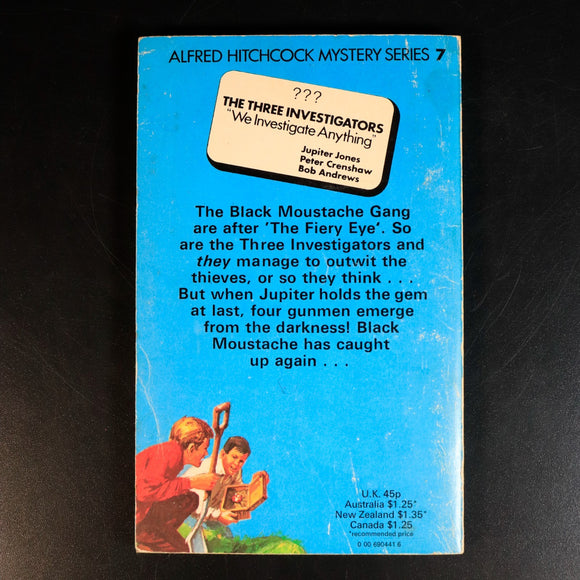 ALFRED HITCHCOCK MYSTERY SERIES 7
???
THE THREE INVESTIGATORS
"We Investigate Anything"
Jupiter Jones
Peter Crenshaw
Bob Andrews
The Black Moustache Gang
are after 'The Fiery Eye'. So
are the Three Investigators and
they manage to outwit the
thieves, or so they think . . .
But when Jupiter holds the gem
at last, four gunmen emerge
from the darkness! Black
Moustache has caught
up again . . .
U.K. 45p
Australia $1.25*
New Zealand $1.35*
Canada $1.25
*recommended price
0 00 690441 6